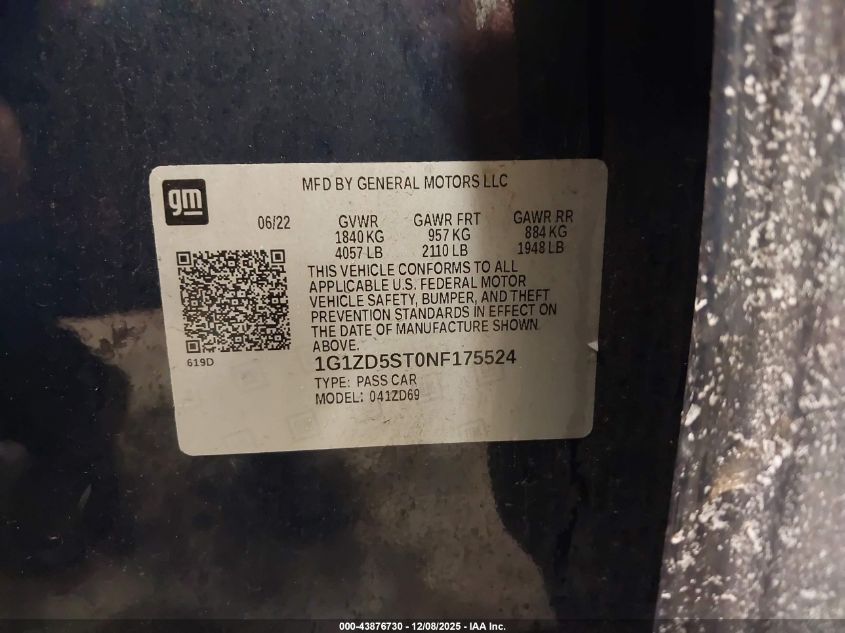 gm
MFD BY GENERAL MOTORS LLC
06/22 GVWR GAWR FRT GAWR RR
1840 KG 957 KG 884 KG
4057 LB 2110 LB 1948 LB
THIS VEHICLE CONFORMS TO ALL
APPLICABLE U.S. FEDERAL MOTOR
VEHICLE SAFETY, BUMPER, AND THEFT
PREVENTION STANDARDS IN EFFECT ON
THE DATE OF MANUFACTURE SHOWN
ABOVE.
619D
1G1ZD5ST0NF175524
TYPE: PASS CAR
MODEL: 041ZD69
000-43876730 - 12/08/2025 - IAA Inc.